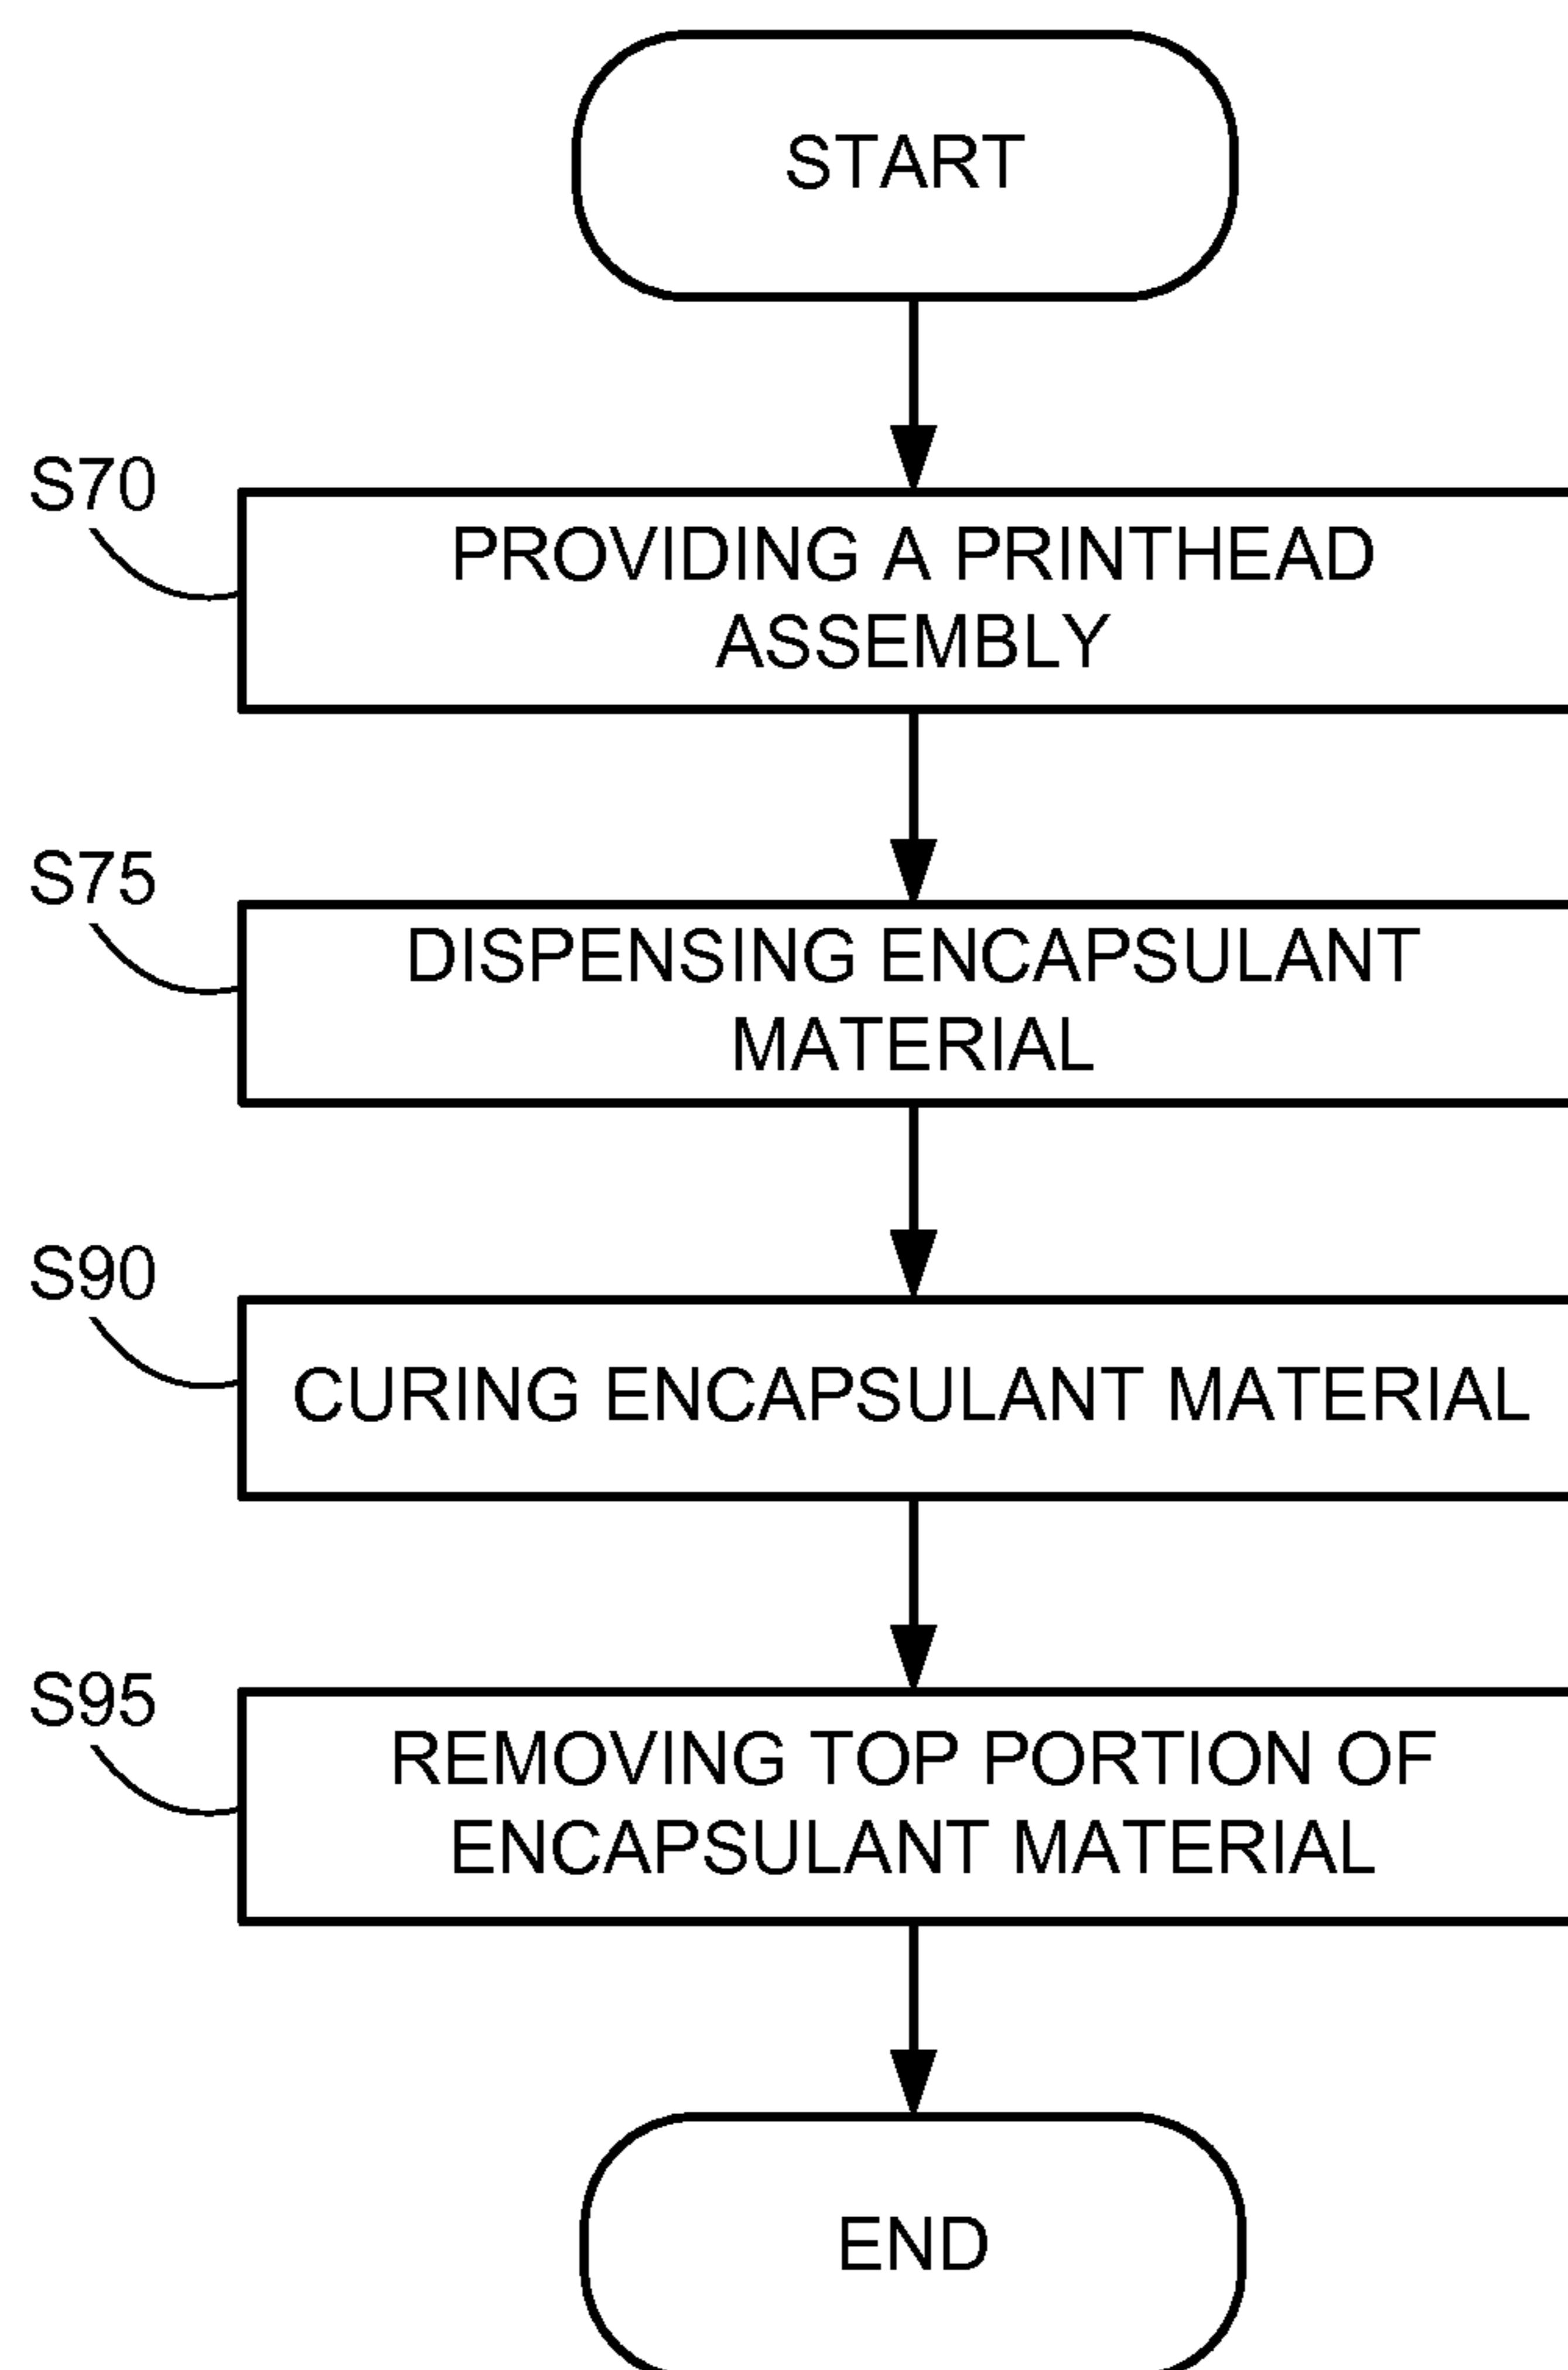 START
S70
PROVIDING A PRINTHEAD
ASSEMBLY
S75
DISPENSING ENCAPSULANT
MATERIAL
S90
CURING ENCAPSULANT MATERIAL
S95
REMOVING TOP PORTION OF
ENCAPSULANT MATERIAL
END